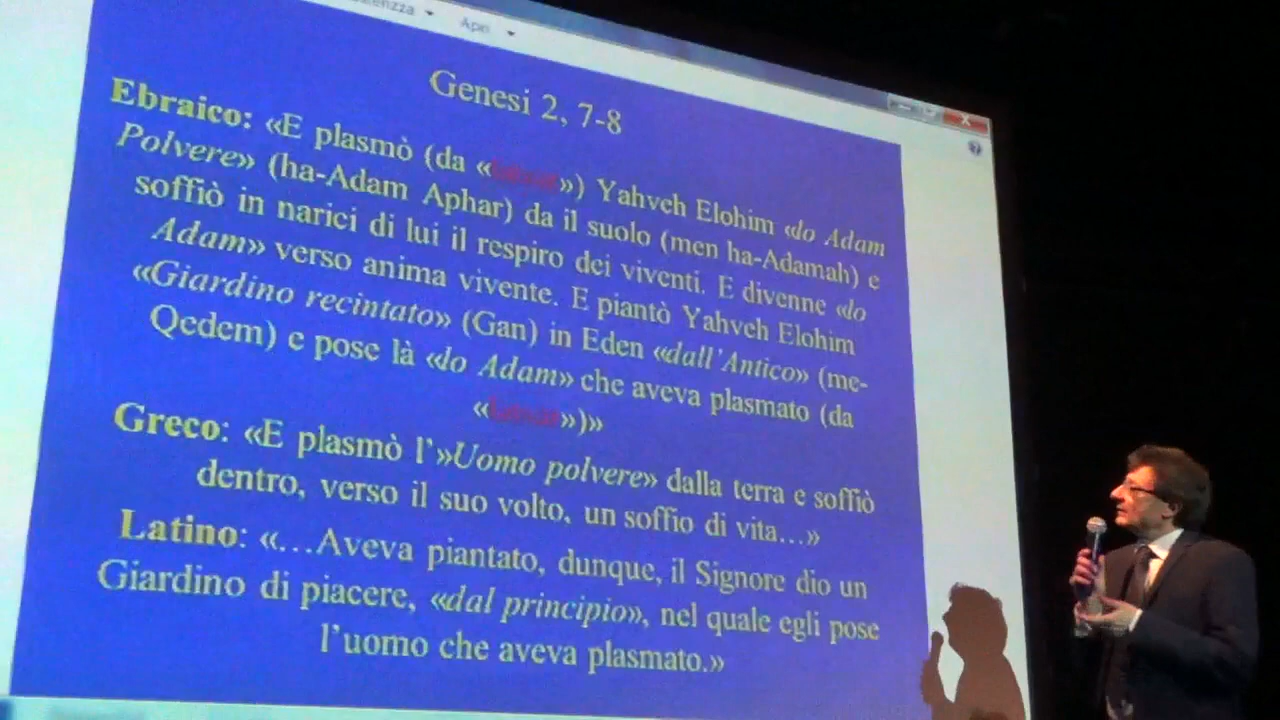 Apri
Genesi 2, 7-8
Ebraico: «E plasmò (da « ») Yahveh Elohim «lo Adam
Polvere» (ha-Adam Aphar) da il suolo (men ha-Adamah) e
soffiò in narici di lui il respiro dei viventi. E divenne «lo
Adam» verso anima vivente. E piantò Yahveh Elohim
«Giardino recintato» (Gan) in Eden «dall'Antico» (me-
Qedem) e pose là «lo Adam» che aveva plasmato (da
« »)»
Greco: «E plasmò l'»Uomo polvere» dalla terra e soffiò
dentro, verso il suo volto, un soffio di vita…»
Latino: «…Aveva piantato, dunque, il Signore dio un
Giardino di piacere, «dal principio», nel quale egli pose
l'uomo che aveva plasmato.»